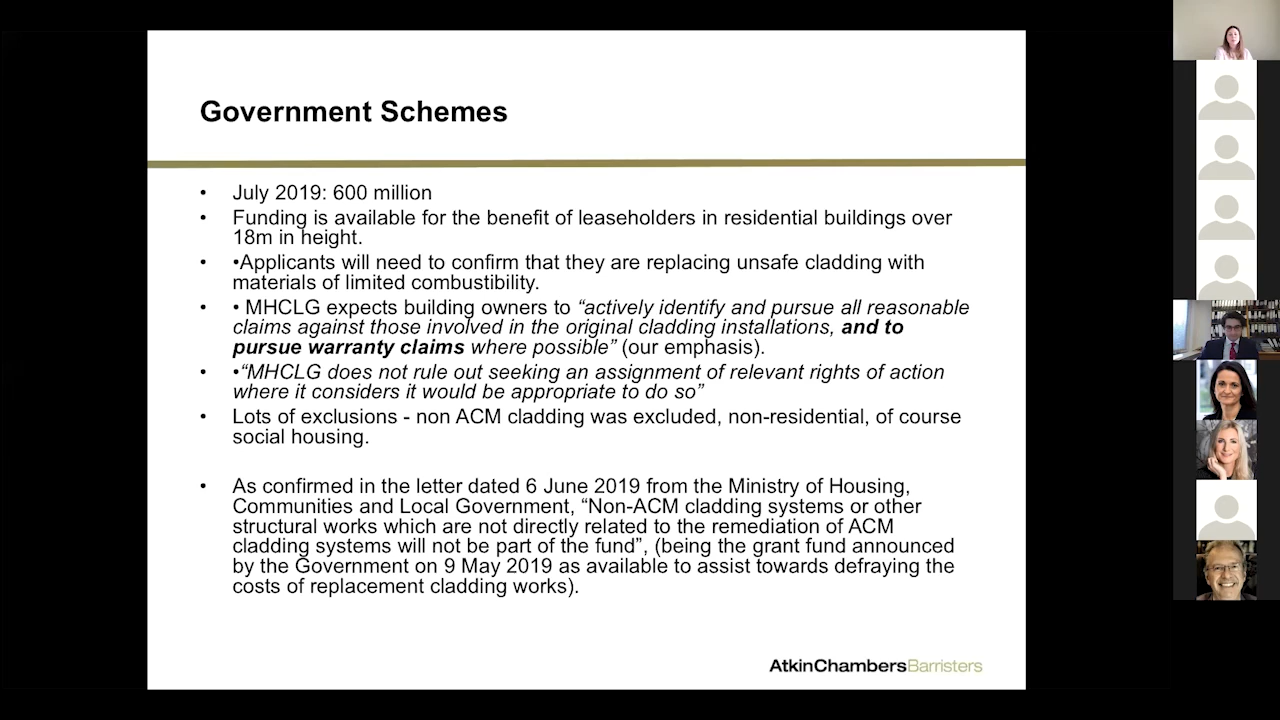 Government Schemes
• July 2019: 600 million
• Funding is available for the benefit of leaseholders in residential buildings over
18m in height.
• •Applicants will need to confirm that they are replacing unsafe cladding with
materials of limited combustibility.
• • MHCLG expects building owners to “actively identify and pursue all reasonable
claims against those involved in the original cladding installations, and to
pursue warranty claims where possible” (our emphasis).
• •“MHCLG does not rule out seeking an assignment of relevant rights of action
where it considers it would be appropriate to do so”
• Lots of exclusions - non ACM cladding was excluded, non-residential, of course
social housing.
• As confirmed in the letter dated 6 June 2019 from the Ministry of Housing,
Communities and Local Government, “Non-ACM cladding systems or other
structural works which are not directly related to the remediation of ACM
cladding systems will not be part of the fund”, (being the grant fund announced
by the Government on 9 May 2019 as available to assist towards defraying the
costs of replacement cladding works).
AtkinChambersBarristers